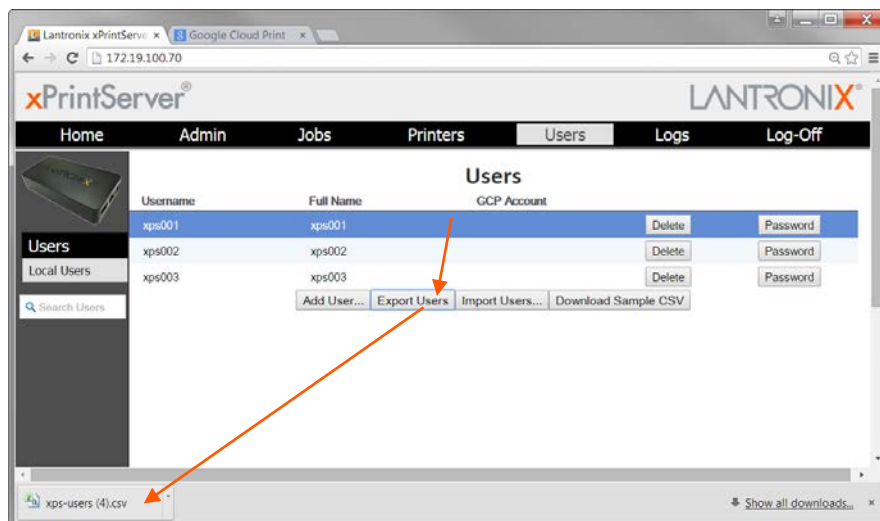 Lantronix xPrintServe × Google Cloud Print ×
172.19.100.70
xPrintServer® LANTRONIX®
Home Admin Jobs Printers Users Logs Log-Off
Users
Username Full Name GCP Account
xps001 xps001 Delete Password
Users
xps002 xps002 Delete Password
Local Users
xps003 xps003 Delete Password
Search Users
Add User... Export Users Import Users... Download Sample CSV
xps-users (4).csv Show all downloads... ×